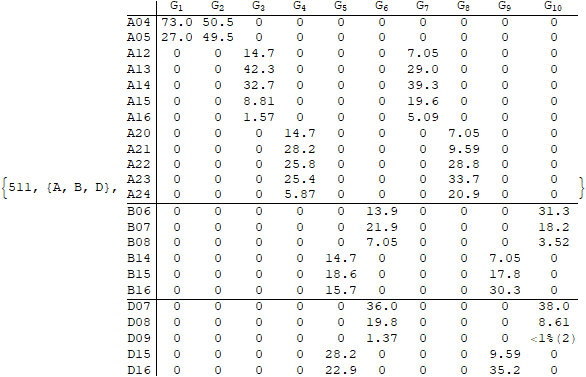 G1 G2 G3 G4 G5 G6 G7 G8 G9 G10
A04 73.0 50.5 0 0 0 0 0 0 0 0
A05 27.0 49.5 0 0 0 0 0 0 0 0
A12 0 0 14.7 0 0 0 7.05 0 0 0
A13 0 0 42.3 0 0 0 29.0 0 0 0
A14 0 0 32.7 0 0 0 39.3 0 0 0
A15 0 0 8.81 0 0 0 19.6 0 0 0
A16 0 0 1.57 0 0 0 5.09 0 0 0
A20 0 0 0 14.7 0 0 0 7.05 0 0
A21 0 0 0 28.2 0 0 0 9.59 0 0
A22 0 0 0 25.8 0 0 0 28.8 0 0
{511, {A, B, D}, A23 0 0 0 25.4 0 0 0 33.7 0 0 }
A24 0 0 0 5.87 0 0 0 20.9 0 0
B06 0 0 0 0 0 13.9 0 0 0 31.3
B07 0 0 0 0 0 21.9 0 0 0 18.2
B08 0 0 0 0 0 7.05 0 0 0 3.52
B14 0 0 0 0 14.7 0 0 0 7.05 0
B15 0 0 0 0 18.6 0 0 0 17.8 0
B16 0 0 0 0 15.7 0 0 0 30.3 0
D07 0 0 0 0 0 36.0 0 0 0 38.0
D08 0 0 0 0 0 19.8 0 0 0 8.61
D09 0 0 0 0 0 1.37 0 0 0 <1%(2)
D15 0 0 0 0 28.2 0 0 0 9.59 0
D16 0 0 0 0 22.9 0 0 0 35.2 0